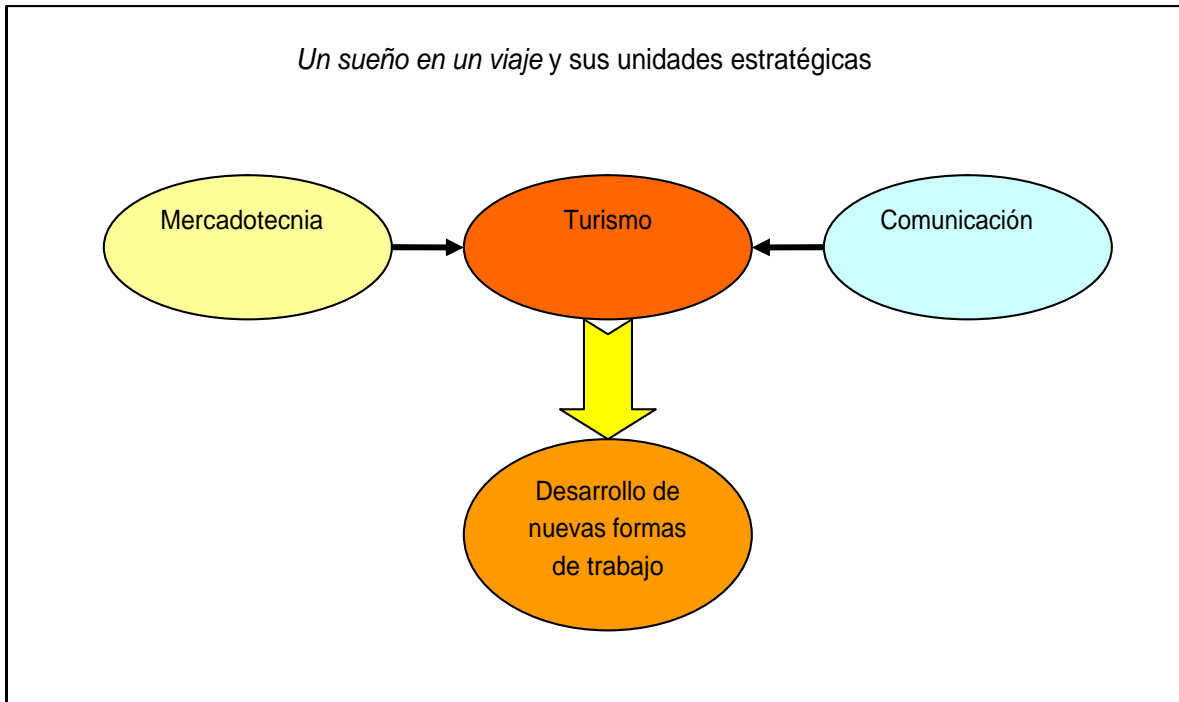 Un sueño en un viaje y sus unidades estratégicas
Mercadotecnia
Turismo
Comunicación
Desarrollo de
nuevas formas
de trabajo